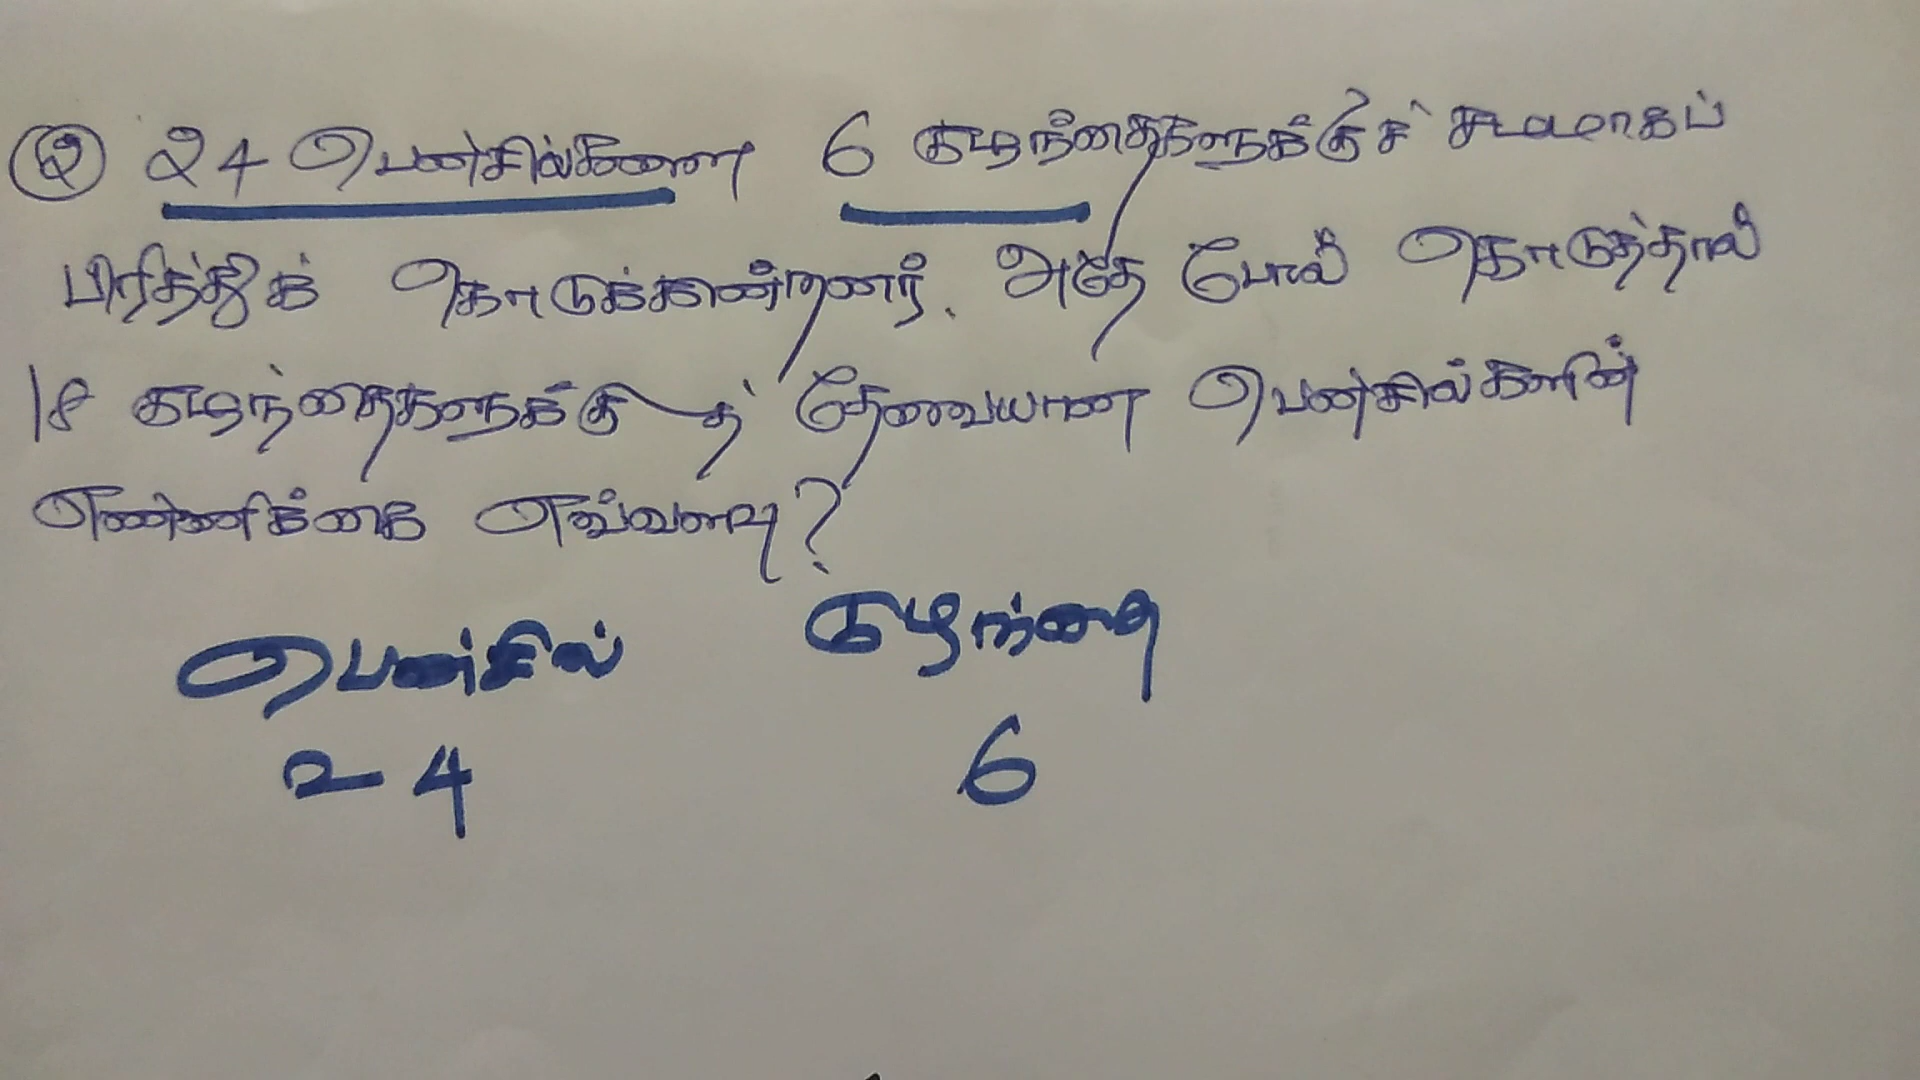 ② 24 பென்சில்களை 6 குழந்தைகளுக்குச் சமமாகப்
பிரித்துக் கொடுக்கின்றனர். அதே போல் கொடுத்தால்
18 குழந்தைகளுக்குத் தேவையான பென்சில்களின்
எண்ணிக்கை எவ்வளவு?
பென்சில் குழந்தை
24 6